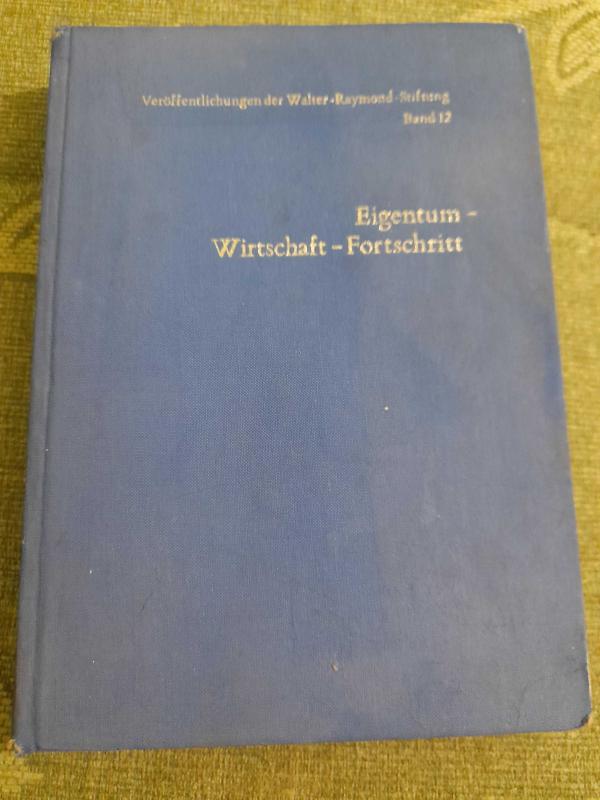 Veröffentlichungen der Walter-Raymond-Stiftung
Band 12
Eigentum –
Wirtschaft – Fortschritt